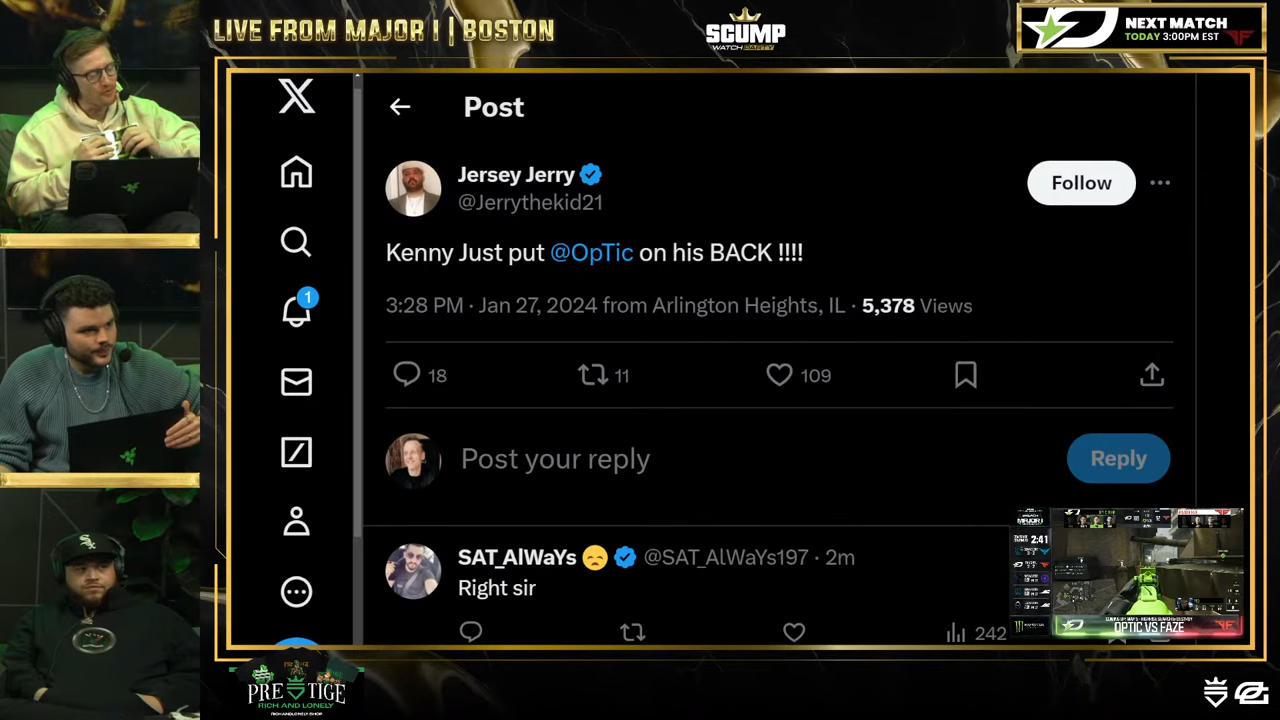 LIVE FROM MAJOR I | BOSTON
SCUMP
WATCH PARTY
NEXT MATCH
TODAY 3:00PM EST
Post
Jersey Jerry
@Jerrythekid21
Follow
Kenny Just put @OpTic on his BACK !!!!
3:28 PM · Jan 27, 2024 from Arlington Heights, IL · 5,378 Views
18
11
109
1
Post your reply
Reply
SAT_AlWaYs 😞 @SAT_AlWaYs197 · 2m
Right sir
242
2:41
OPTIC VS FAZE
PRESTIGE
RICH AND LONELY
RICHANDLONELY.SHOP